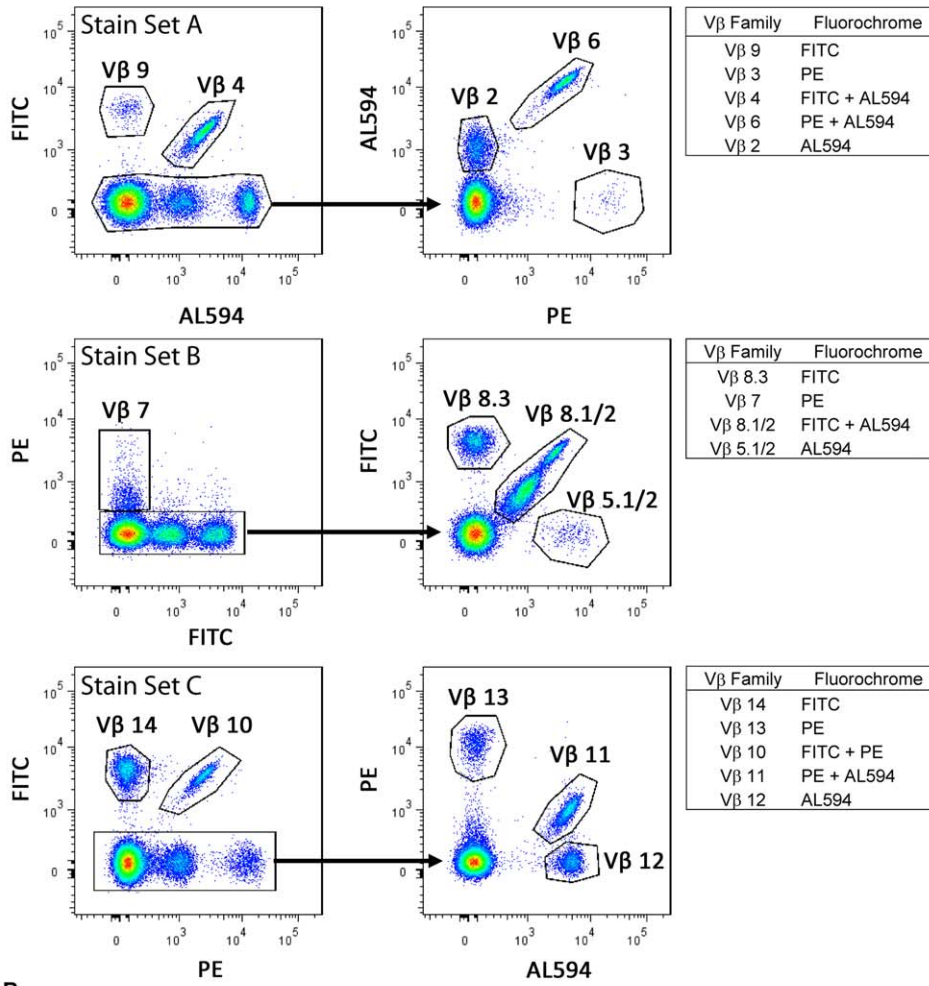 Stain Set A
Vβ 9
Vβ 4
FITC
10^5
10^4
10^3
0
0 10^3 10^4 10^5
AL594
Vβ 6
Vβ 2
Vβ 3
AL594
10^5
10^4
10^3
0
0 10^3 10^4 10^5
PE
Vβ Family Fluorochrome
Vβ 9 FITC
Vβ 3 PE
Vβ 4 FITC + AL594
Vβ 6 PE + AL594
Vβ 2 AL594
Stain Set B
Vβ 7
PE
10^5
10^4
10^3
0
0 10^3 10^4 10^5
FITC
Vβ 8.3
Vβ 8.1/2
Vβ 5.1/2
FITC
10^5
10^4
10^3
0
0 10^3 10^4 10^5
AL594
Vβ Family Fluorochrome
Vβ 8.3 FITC
Vβ 7 PE
Vβ 8.1/2 FITC + AL594
Vβ 5.1/2 AL594
Stain Set C
Vβ 14
Vβ 10
FITC
10^5
10^4
10^3
0
0 10^3 10^4 10^5
PE
Vβ 13
Vβ 11
Vβ 12
PE
10^5
10^4
10^3
0
0 10^3 10^4 10^5
AL594
Vβ Family Fluorochrome
Vβ 14 FITC
Vβ 13 PE
Vβ 10 FITC + PE
Vβ 11 PE + AL594
Vβ 12 AL594